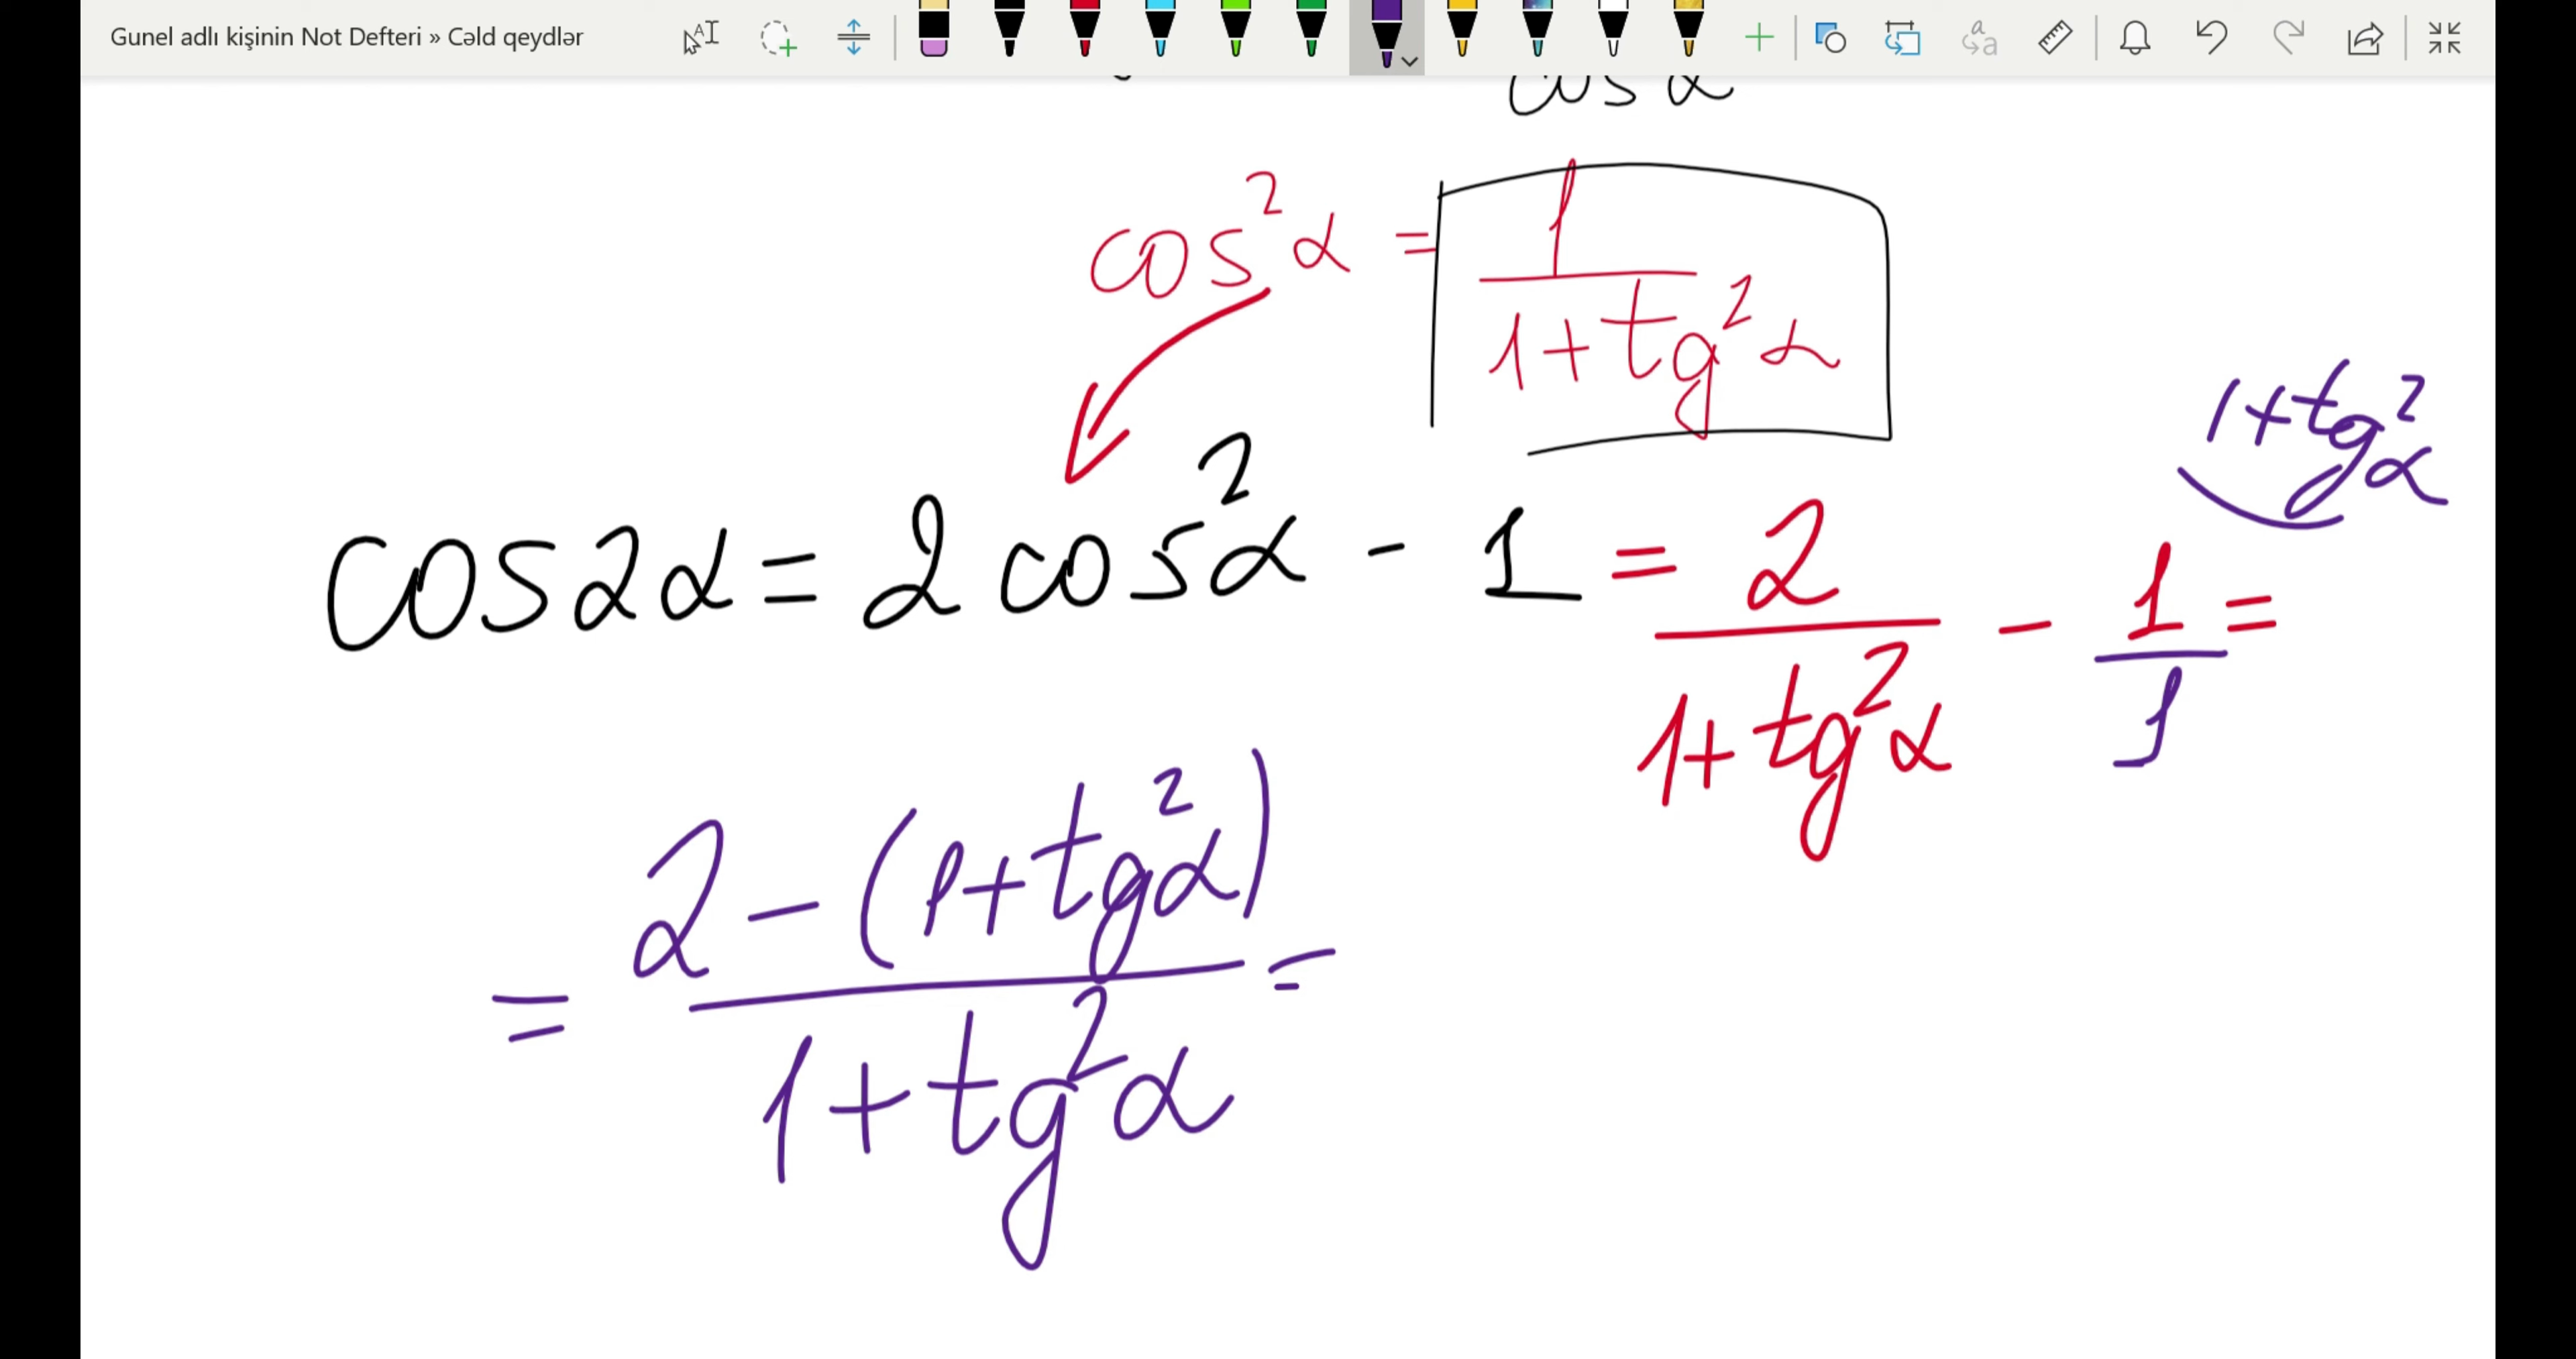 Gunel adlı kişinin Not Defteri » Cəld qeydlər
cos α
cos²α = 1/(1+tg²α)
1+tg²α
cos2α = 2cos²α - 1 = 2/(1+tg²α) - 1/1 =
= (2-(1+tg²α))/(1+tg²α) =